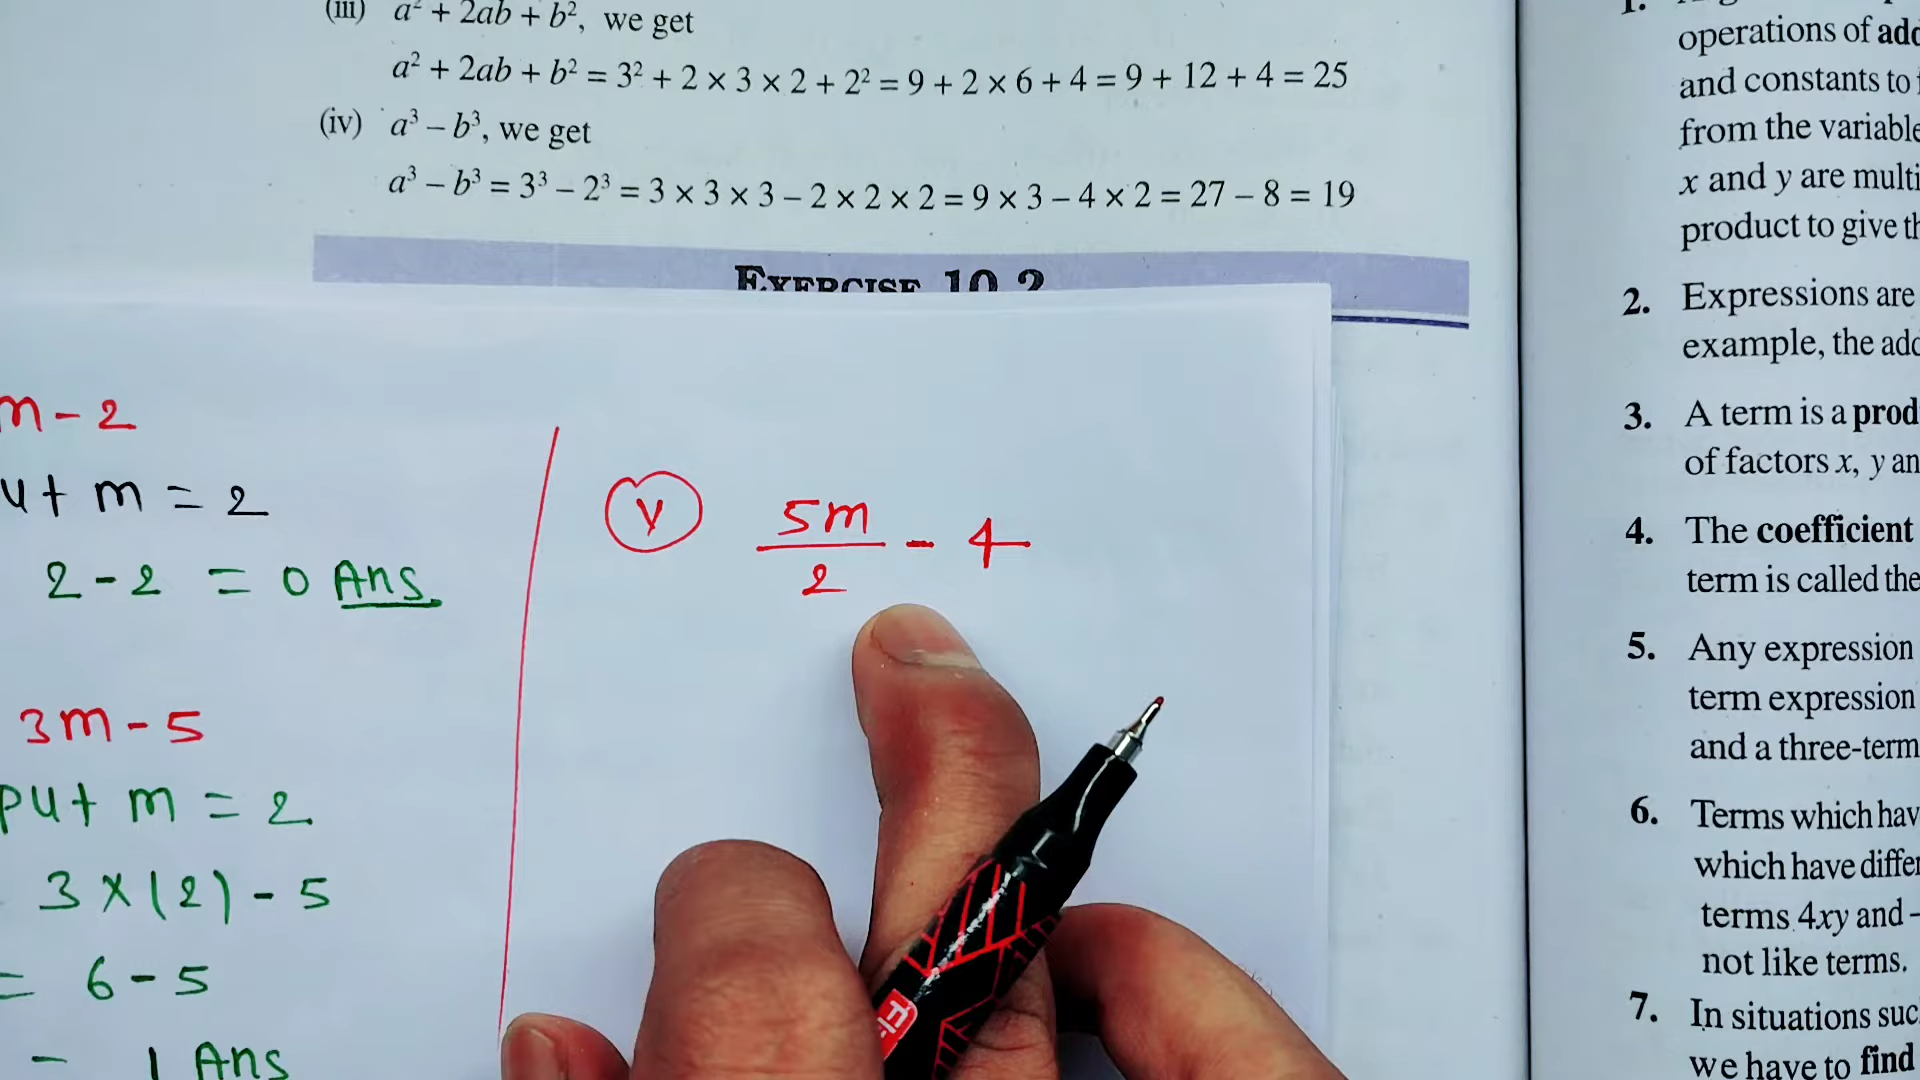 (iii) a² + 2ab + b², we get
a² + 2ab + b² = 3² + 2 × 3 × 2 + 2² = 9 + 2 × 6 + 4 = 9 + 12 + 4 = 25
(iv) a³ – b³, we get
a³ – b³ = 3³ – 2³ = 3 × 3 × 3 – 2 × 2 × 2 = 9 × 3 – 4 × 2 = 27 – 8 = 19
EXERCISE 10.2
m - 2
put m = 2
2 - 2 = 0 Ans
3m - 5
put m = 2
3 × (2) - 5
= 6 - 5
= 1 Ans
(v) 5m/2 - 4
1.
operations of add
and constants to
from the variable
x and y are multi
product to give th
2. Expressions are
example, the add
3. A term is a prod
of factors x, y an
4. The coefficient
term is called the
5. Any expression
term expression
and a three-term
6. Terms which hav
which have differ
terms 4xy and –
not like terms.
7. In situations suc
we have to find